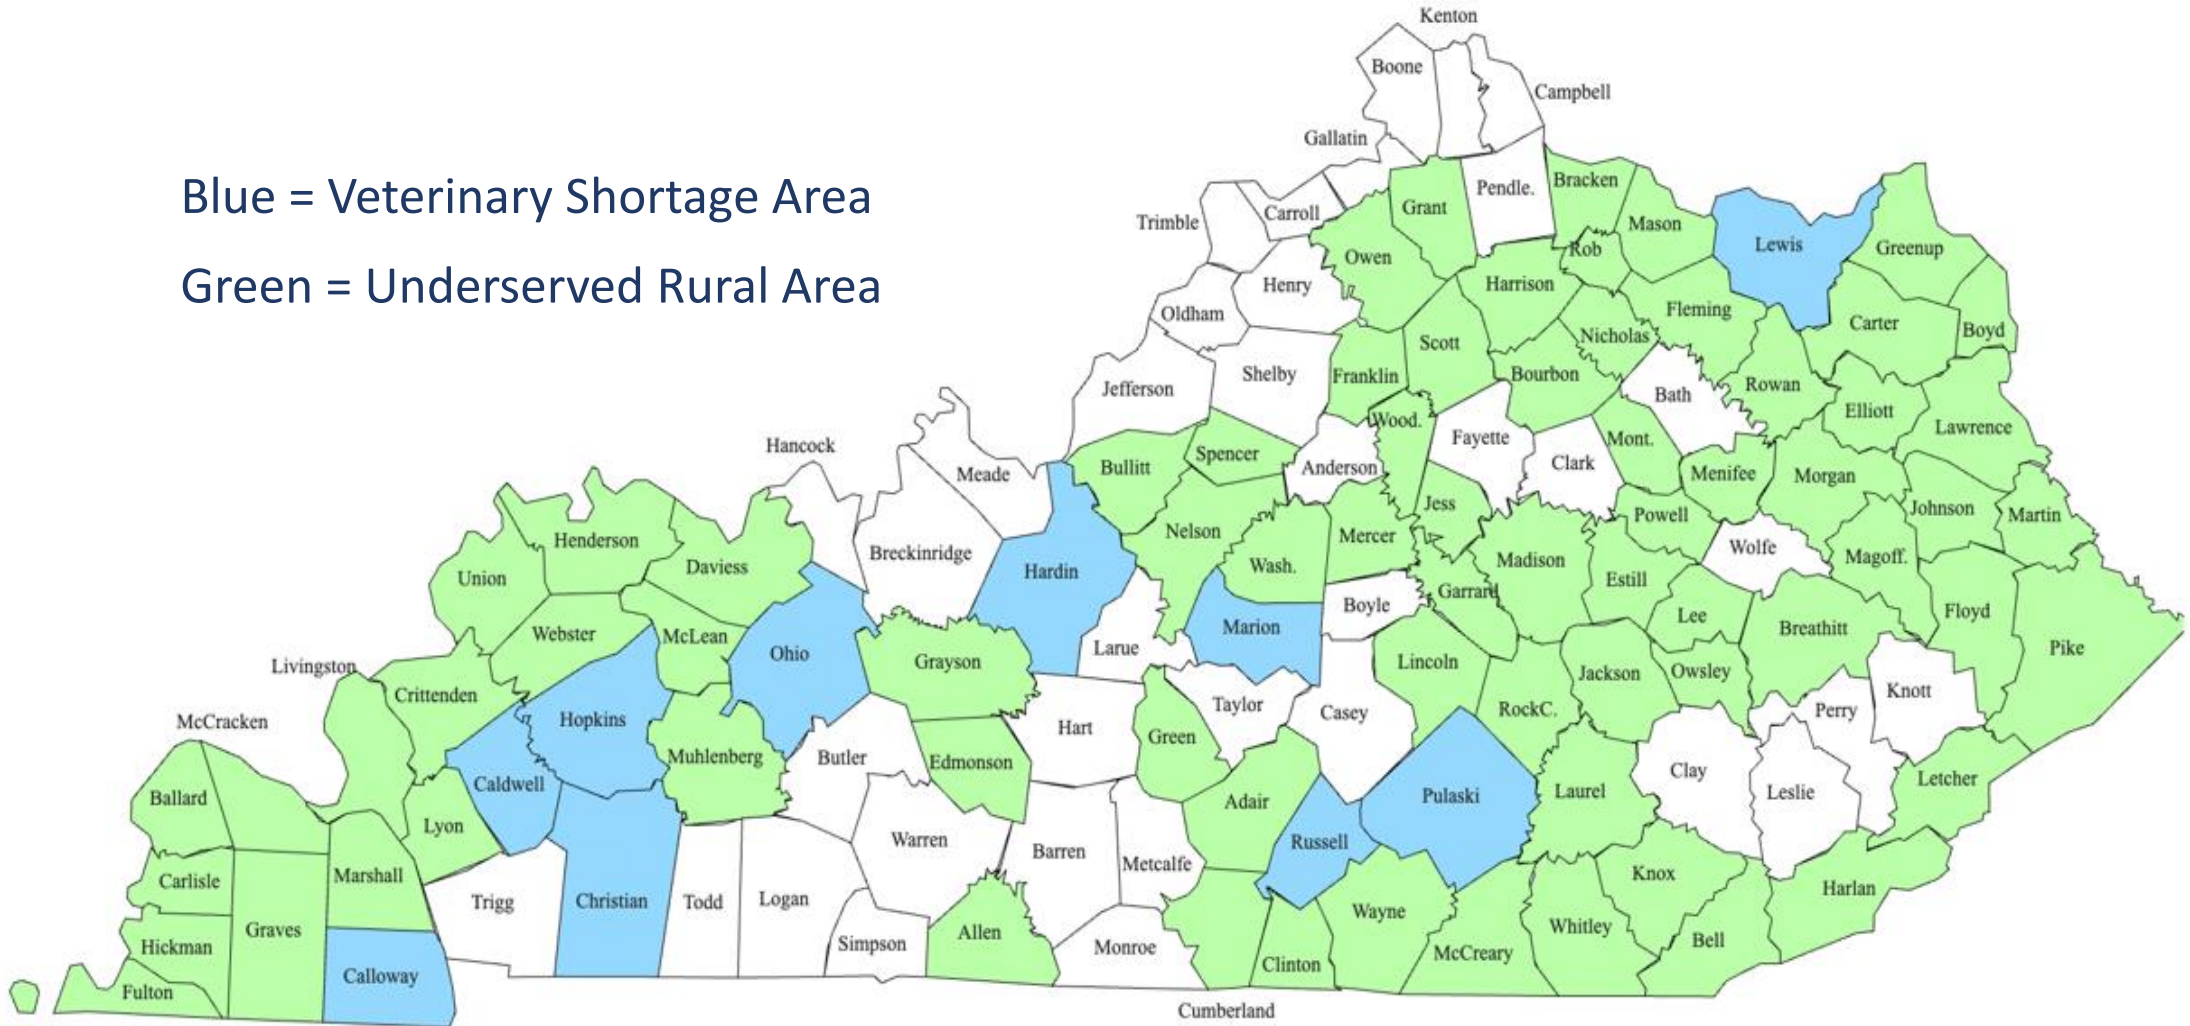 Kenton
Boone
Campbell
Gallatin
Blue = Veterinary Shortage Area
Green = Underserved Rural Area
Pendle.
Bracken
Carroll
Grant
Trimble
Mason
Lewis
Greenup
Rob
Owen
Henry
Harrison
Oldham
Fleming
Carter
Boyd
Nicholas
Scott
Shelby
Franklin
Bourbon
Jefferson
Rowan
Bath
Elliott
Wood.
Lawrence
Fayette
Mont.
Hancock
Spencer
Bullitt
Anderson
Clark
Meade
Menifee
Morgan
Jess
Johnson
Martin
Powell
Nelson
Mercer
Henderson
Wolfe
Breckinridge
Magoff.
Madison
Daviess
Wash.
Hardin
Union
Estill
Garrard
Boyle
Floyd
Lee
Marion
Breathitt
Webster
McLean
Larue
Pike
Ohio
Grayson
Lincoln
Livingston
Jackson
Owsley
Crittenden
Knott
Taylor
RockC.
Perry
Casey
McCracken
Hopkins
Hart
Green
Muhlenberg
Butler
Edmonson
Clay
Letcher
Caldwell
Laurel
Leslie
Ballard
Pulaski
Adair
Lyon
Warren
Russell
Barren
Metcalfe
Knox
Marshall
Carlisle
Harlan
Trigg
Christian
Todd
Logan
Wayne
Whitley
Graves
Allen
Bell
Simpson
Hickman
Monroe
McCreary
Clinton
Calloway
Fulton
Cumberland